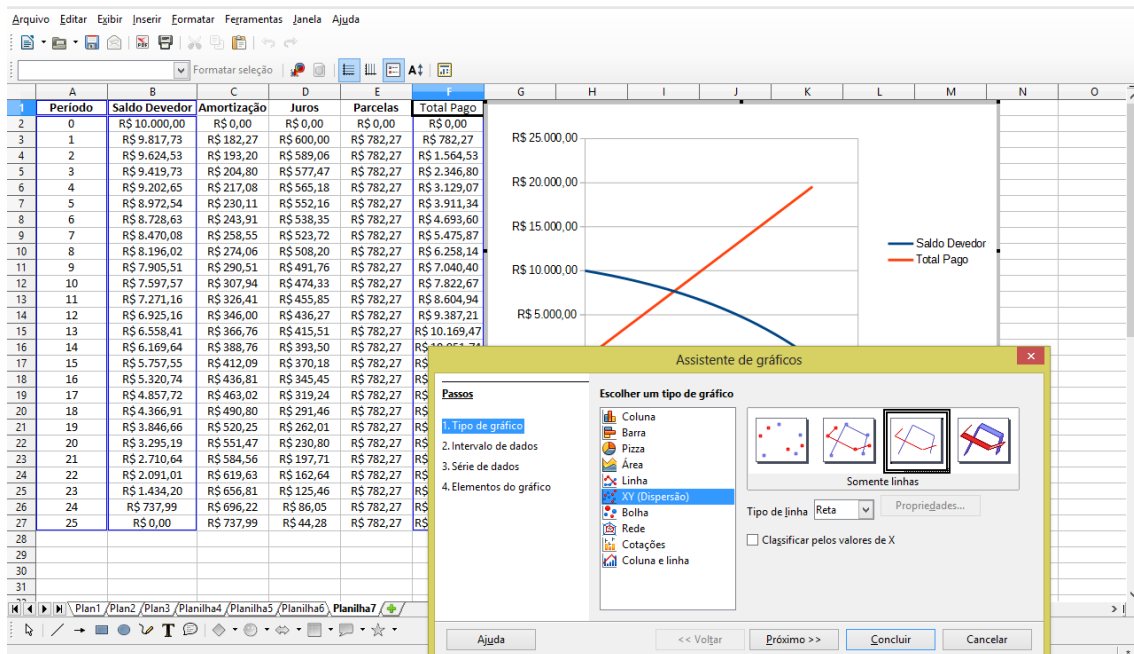 Arquivo Editar Exibir Inserir Formatar Ferramentas Janela Ajuda
Formatar seleção
A B C D E F G H I J K L M N O
1 Período Saldo Devedor Amortização Juros Parcelas Total Pago
2 0 R$ 10.000,00 R$ 0,00 R$ 0,00 R$ 0,00 R$ 0,00
3 1 R$ 9.817,73 R$ 182,27 R$ 600,00 R$ 782,27 R$ 782,27
4 2 R$ 9.624,53 R$ 193,20 R$ 589,06 R$ 782,27 R$ 1.564,53
5 3 R$ 9.419,73 R$ 204,80 R$ 577,47 R$ 782,27 R$ 2.346,80
6 4 R$ 9.202,65 R$ 217,08 R$ 565,18 R$ 782,27 R$ 3.129,07
7 5 R$ 8.972,54 R$ 230,11 R$ 552,16 R$ 782,27 R$ 3.911,34
8 6 R$ 8.728,63 R$ 243,91 R$ 538,35 R$ 782,27 R$ 4.693,60
9 7 R$ 8.470,08 R$ 258,55 R$ 523,72 R$ 782,27 R$ 5.475,87
10 8 R$ 8.196,02 R$ 274,06 R$ 508,20 R$ 782,27 R$ 6.258,14
11 9 R$ 7.905,51 R$ 290,51 R$ 491,76 R$ 782,27 R$ 7.040,40
12 10 R$ 7.597,57 R$ 307,94 R$ 474,33 R$ 782,27 R$ 7.822,67
13 11 R$ 7.271,16 R$ 326,41 R$ 455,85 R$ 782,27 R$ 8.604,94
14 12 R$ 6.925,16 R$ 346,00 R$ 436,27 R$ 782,27 R$ 9.387,21
15 13 R$ 6.558,41 R$ 366,76 R$ 415,51 R$ 782,27 R$ 10.169,47
16 14 R$ 6.169,64 R$ 388,76 R$ 393,50 R$ 782,27
17 15 R$ 5.757,55 R$ 412,09 R$ 370,18 R$ 782,27 R$
18 16 R$ 5.320,74 R$ 436,81 R$ 345,45 R$ 782,27 R$
19 17 R$ 4.857,72 R$ 463,02 R$ 319,24 R$ 782,27 R$
20 18 R$ 4.366,91 R$ 490,80 R$ 291,46 R$ 782,27 R$
21 19 R$ 3.846,66 R$ 520,25 R$ 262,01 R$ 782,27 R$
22 20 R$ 3.295,19 R$ 551,47 R$ 230,80 R$ 782,27 R$
23 21 R$ 2.710,64 R$ 584,56 R$ 197,71 R$ 782,27 R$
24 22 R$ 2.091,01 R$ 619,63 R$ 162,64 R$ 782,27 R$
25 23 R$ 1.434,20 R$ 656,81 R$ 125,46 R$ 782,27 R$
26 24 R$ 737,99 R$ 696,22 R$ 86,05 R$ 782,27 R$
27 25 R$ 0,00 R$ 737,99 R$ 44,28 R$ 782,27 R$
28
29
30
31
R$ 25.000,00
R$ 20.000,00
R$ 15.000,00
R$ 10.000,00
R$ 5.000,00
Saldo Devedor
Total Pago
Assistente de gráficos
Passos
1. Tipo de gráfico
2. Intervalo de dados
3. Série de dados
4. Elementos do gráfico
Escolher um tipo de gráfico
Coluna
Barra
Pizza
Área
Linha
XY (Dispersão)
Bolha
Rede
Cotações
Coluna e linha
Somente linhas
Tipo de linha Reta Propriedades...
Classificar pelos valores de X
Ajuda << Voltar Próximo >> Concluir Cancelar
Plan1 Plan2 Plan3 Planilha4 Planilha5 Planilha6 Planilha7